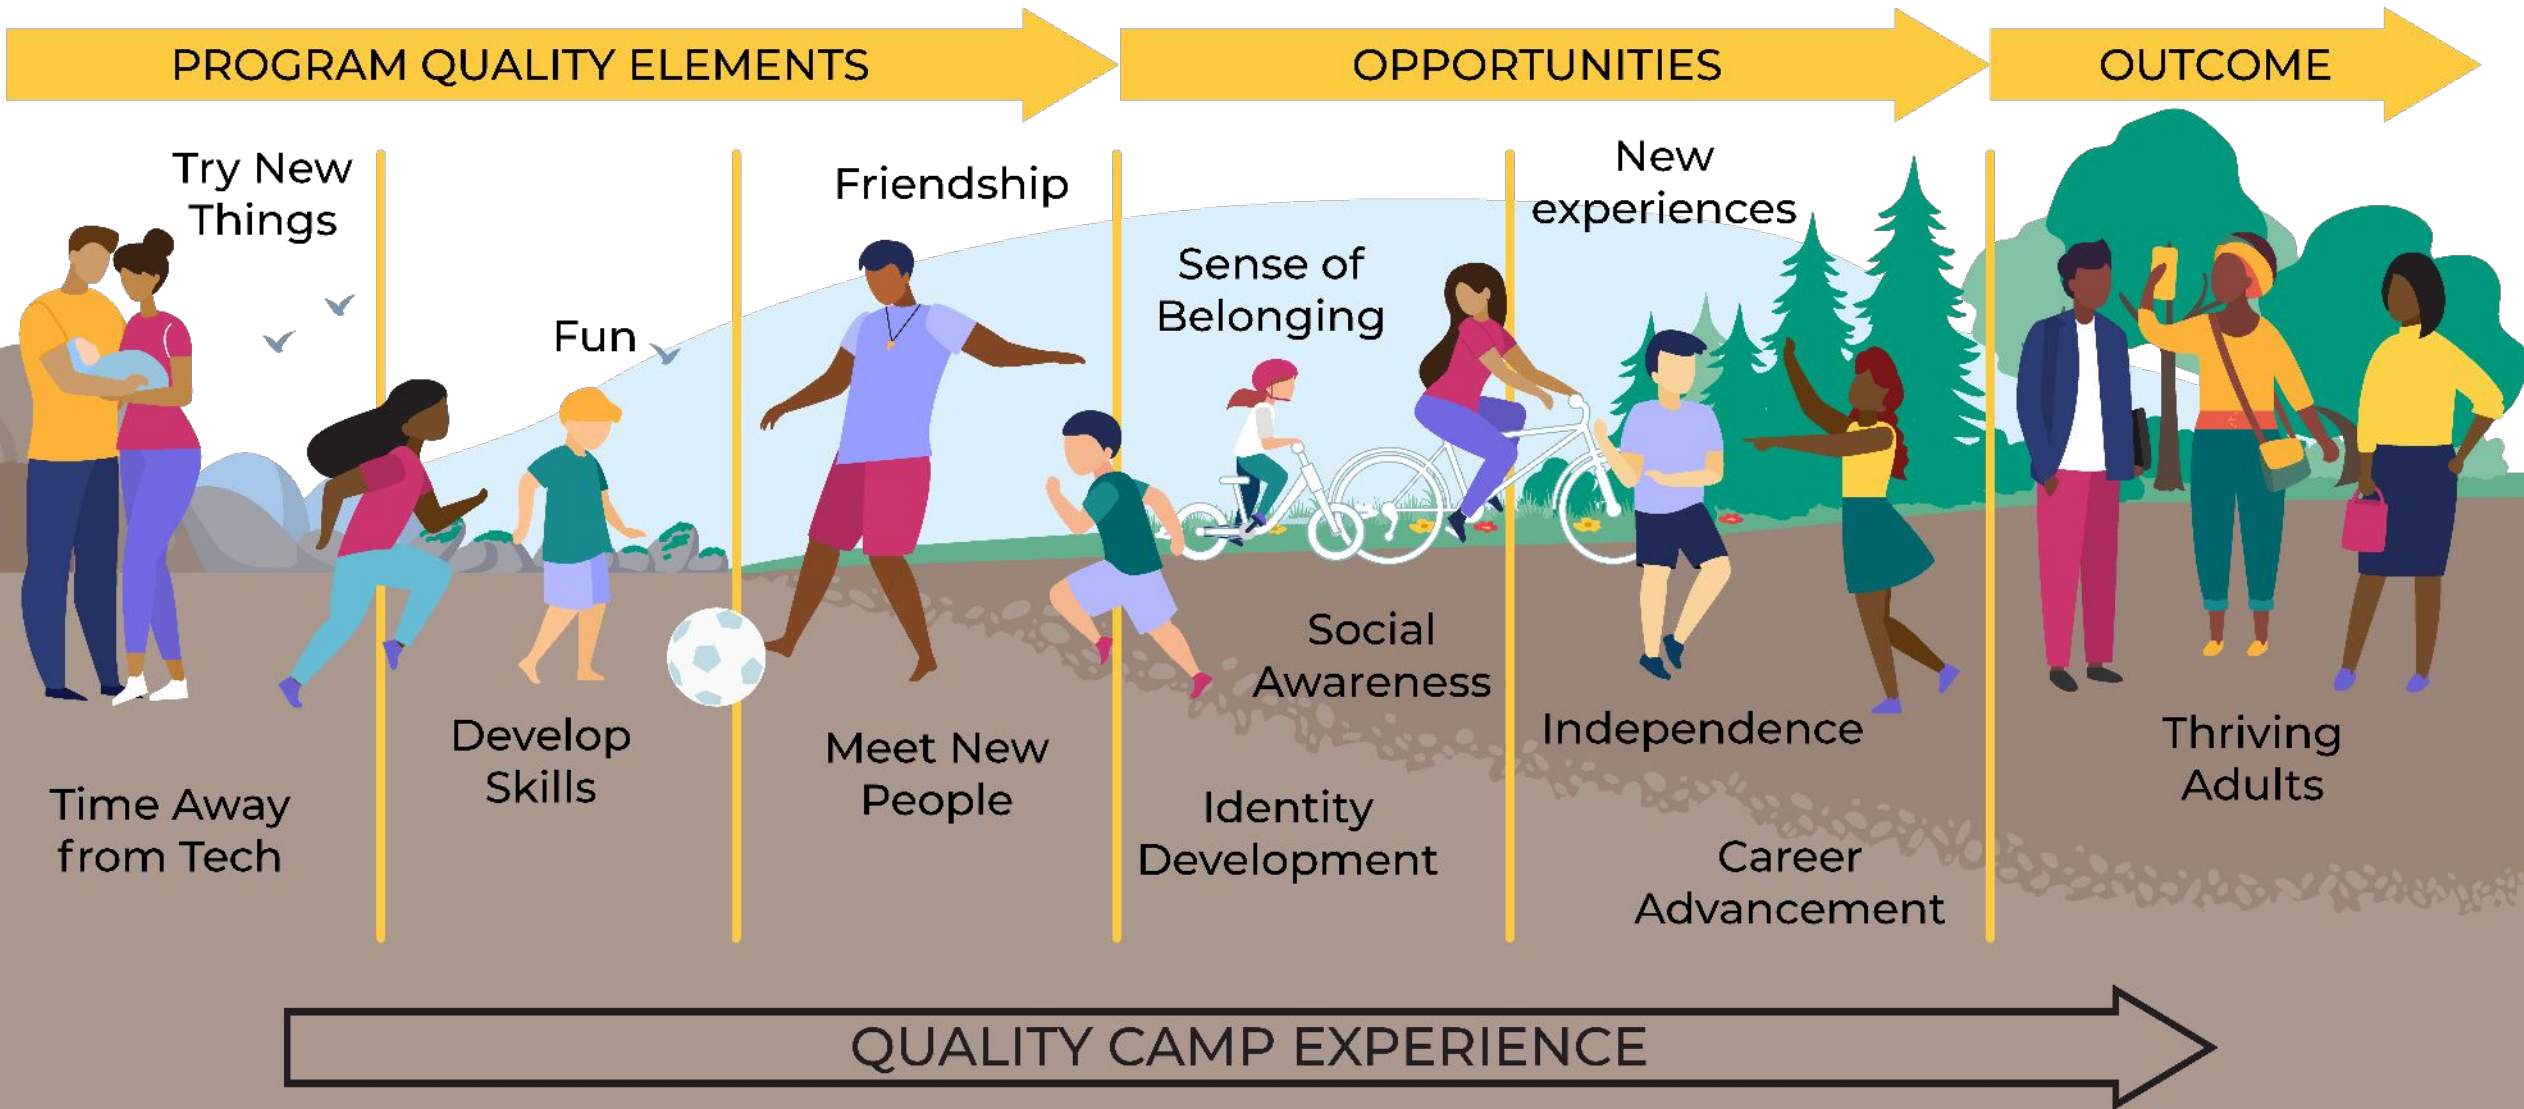 PROGRAM QUALITY ELEMENTS
OPPORTUNITIES
OUTCOME
Try New
Things
Time Away
from Tech
Fun
Develop
Skills
Friendship
Meet New
People
Sense of
Belonging
Social
Awareness
Identity
Development
New
experiences
Independence
Career
Advancement
Thriving
Adults
QUALITY CAMP EXPERIENCE